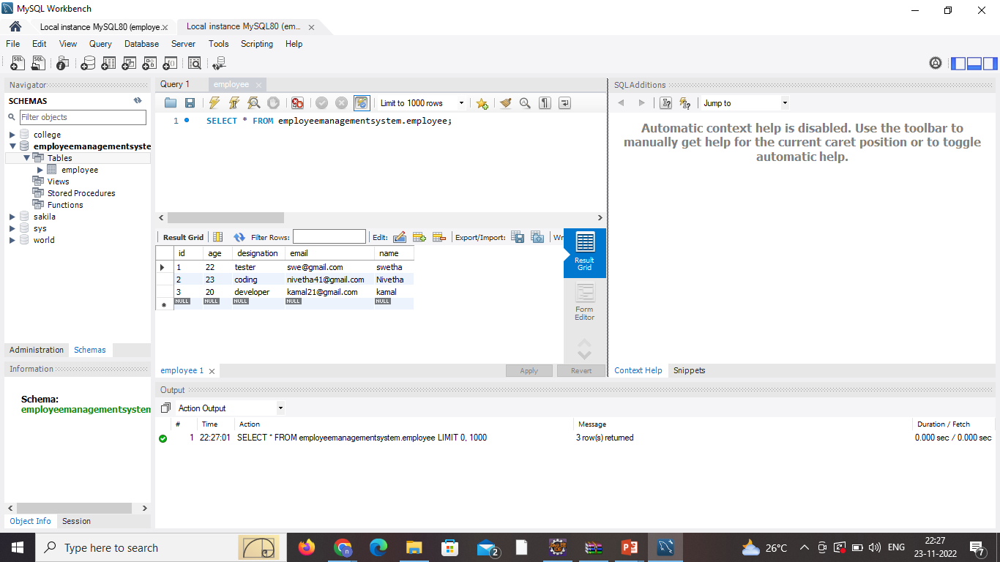 MySQL Workbench
Local instance MySQL80 (employe...
Local instance MySQL80 (em...
File Edit View Query Database Server Tools Scripting Help
Navigator
SCHEMAS
Filter objects
college
employeemanagementsyste
Tables
employee
Views
Stored Procedures
Functions
sakila
sys
world
Administration Schemas
Information
Schema:
employeemanagementsystem
Object Info Session
Query 1 employee
Limit to 1000 rows
1 SELECT * FROM employeemanagementsystem.employee;
Result Grid Filter Rows: Edit: Export/Import: Wr
id age designation email name
1 22 tester swe@gmail.com swetha
2 23 coding nivetha41@gmail.com Nivetha
3 20 developer kamal21@gmail.com kamal
NULL NULL NULL NULL NULL
Result
Grid
Form
Editor
employee 1 Apply Revert
SQLAdditions
Jump to
Automatic context help is disabled. Use the toolbar to
manually get help for the current caret position or to toggle
automatic help.
Context Help Snippets
Output
Action Output
# Time Action Message Duration / Fetch
1 22:27:01 SELECT * FROM employeemanagementsystem.employee LIMIT 0, 1000 3 row(s) returned 0.000 sec / 0.000 sec
Type here to search
2
26°C
ENG
22:27
23-11-2022
7